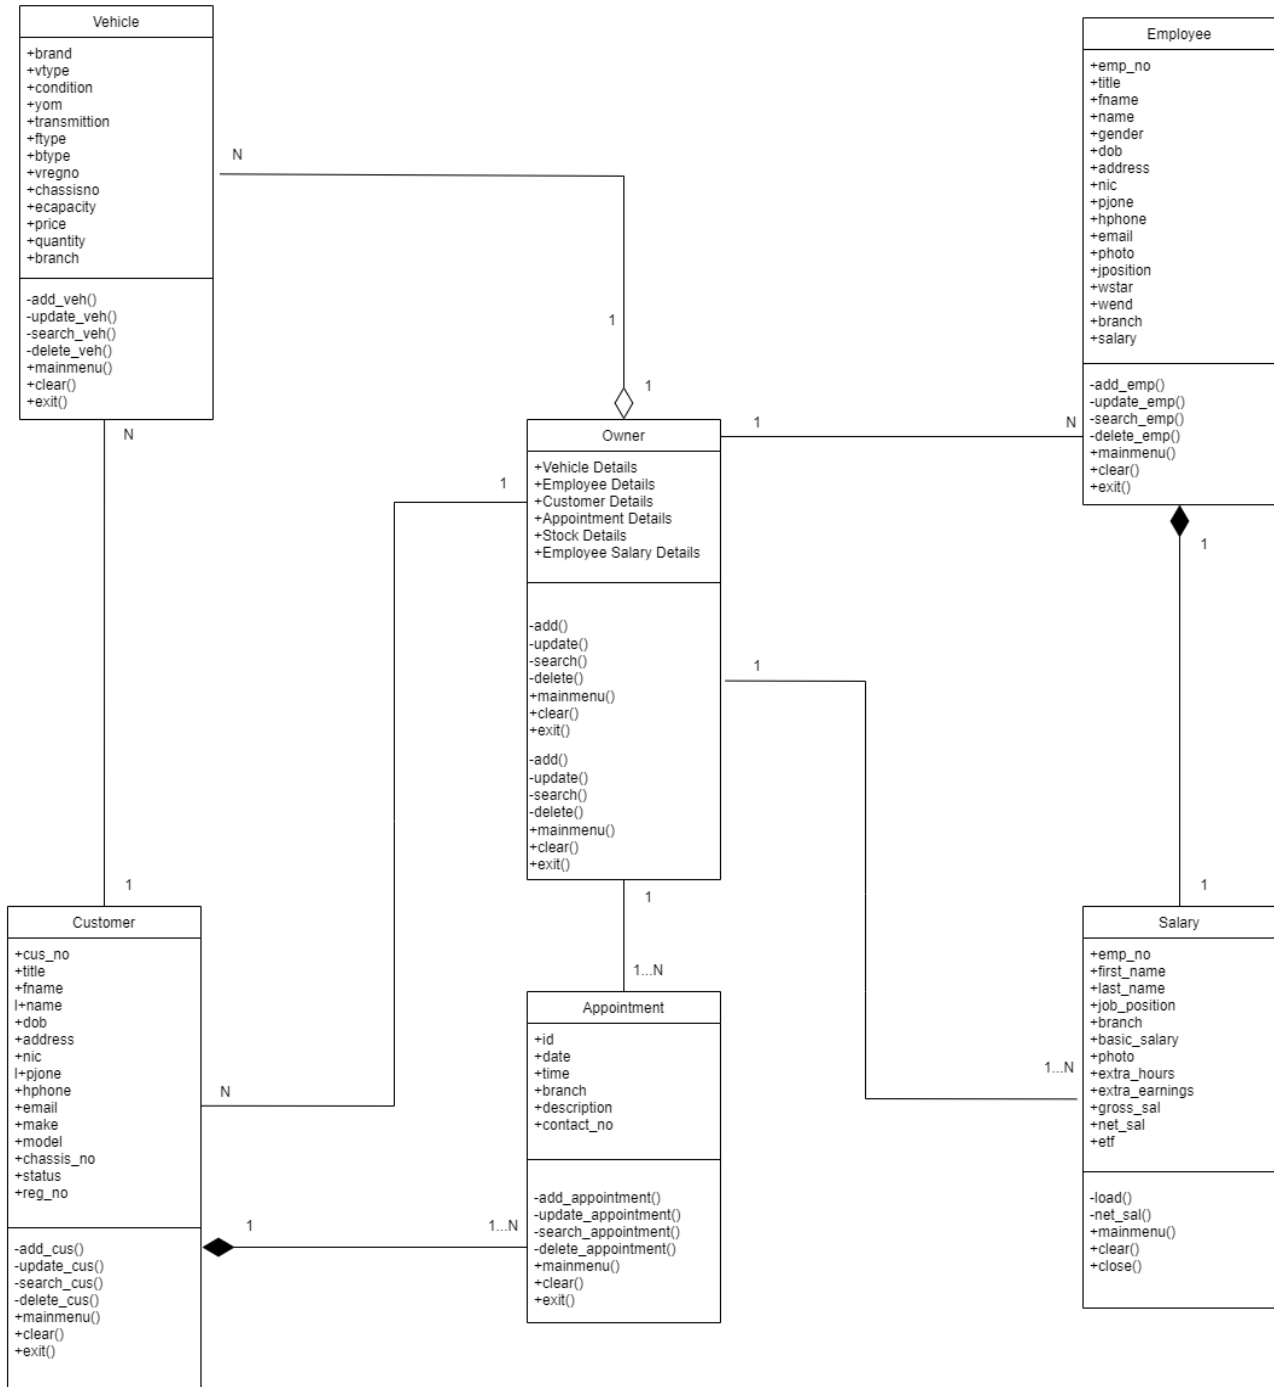 Vehicle
+brand
+vtype
+condition
+yom
+transmittion
+ftype
+btype
+vregno
+chassisno
+ecapacity
+price
+quantity
+branch
-add_veh()
-update_veh()
-search_veh()
-delete_veh()
+mainmenu()
+clear()
+exit()
N
1
1
N
1
Employee
+emp_no
+title
+fname
+name
+gender
+dob
+address
+nic
+pjone
+hphone
+email
+photo
+jposition
+wstar
+wend
+branch
+salary
-add_emp()
-update_emp()
-search_emp()
-delete_emp()
+mainmenu()
+clear()
+exit()
1
N
1
1
Owner
+Vehicle Details
+Employee Details
+Customer Details
+Appointment Details
+Stock Details
+Employee Salary Details
-add()
-update()
-search()
-delete()
+mainmenu()
+clear()
+exit()
-add()
-update()
-search()
-delete()
+mainmenu()
+clear()
+exit()
1
N
1
1...N
1
1...N
Customer
+cus_no
+title
+fname
l+name
+dob
+address
+nic
l+pjone
+hphone
+email
+make
+model
+chassis_no
+status
+reg_no
-add_cus()
-update_cus()
-search_cus()
-delete_cus()
+mainmenu()
+clear()
+exit()
1
1...N
Appointment
+id
+date
+time
+branch
+description
+contact_no
-add_appointment()
-update_appointment()
-search_appointment()
-delete_appointment()
+mainmenu()
+clear()
+exit()
Salary
+emp_no
+first_name
+last_name
+job_position
+branch
+basic_salary
+photo
+extra_hours
+extra_earnings
+gross_sal
+net_sal
+etf
-load()
-net_sal()
+mainmenu()
+clear()
+close()